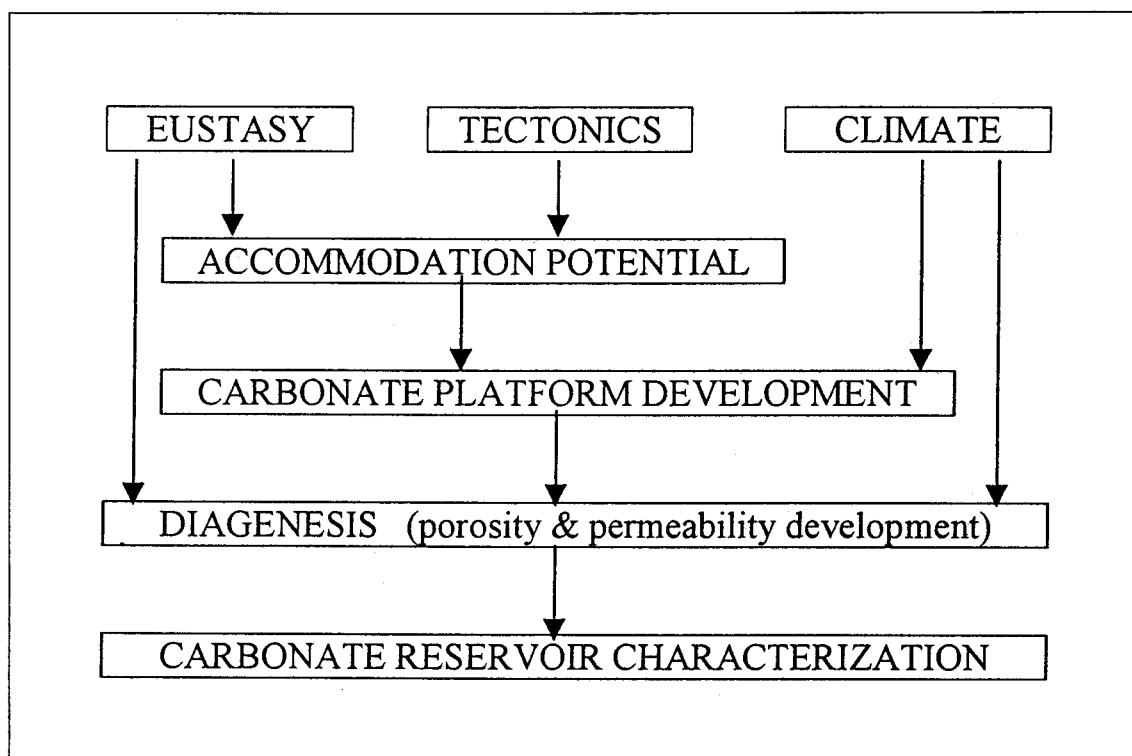 EUSTASY TECTONICS CLIMATE
ACCOMMODATION POTENTIAL
CARBONATE PLATFORM DEVELOPMENT
DIAGENESIS (porosity & permeability development)
CARBONATE RESERVOIR CHARACTERIZATION